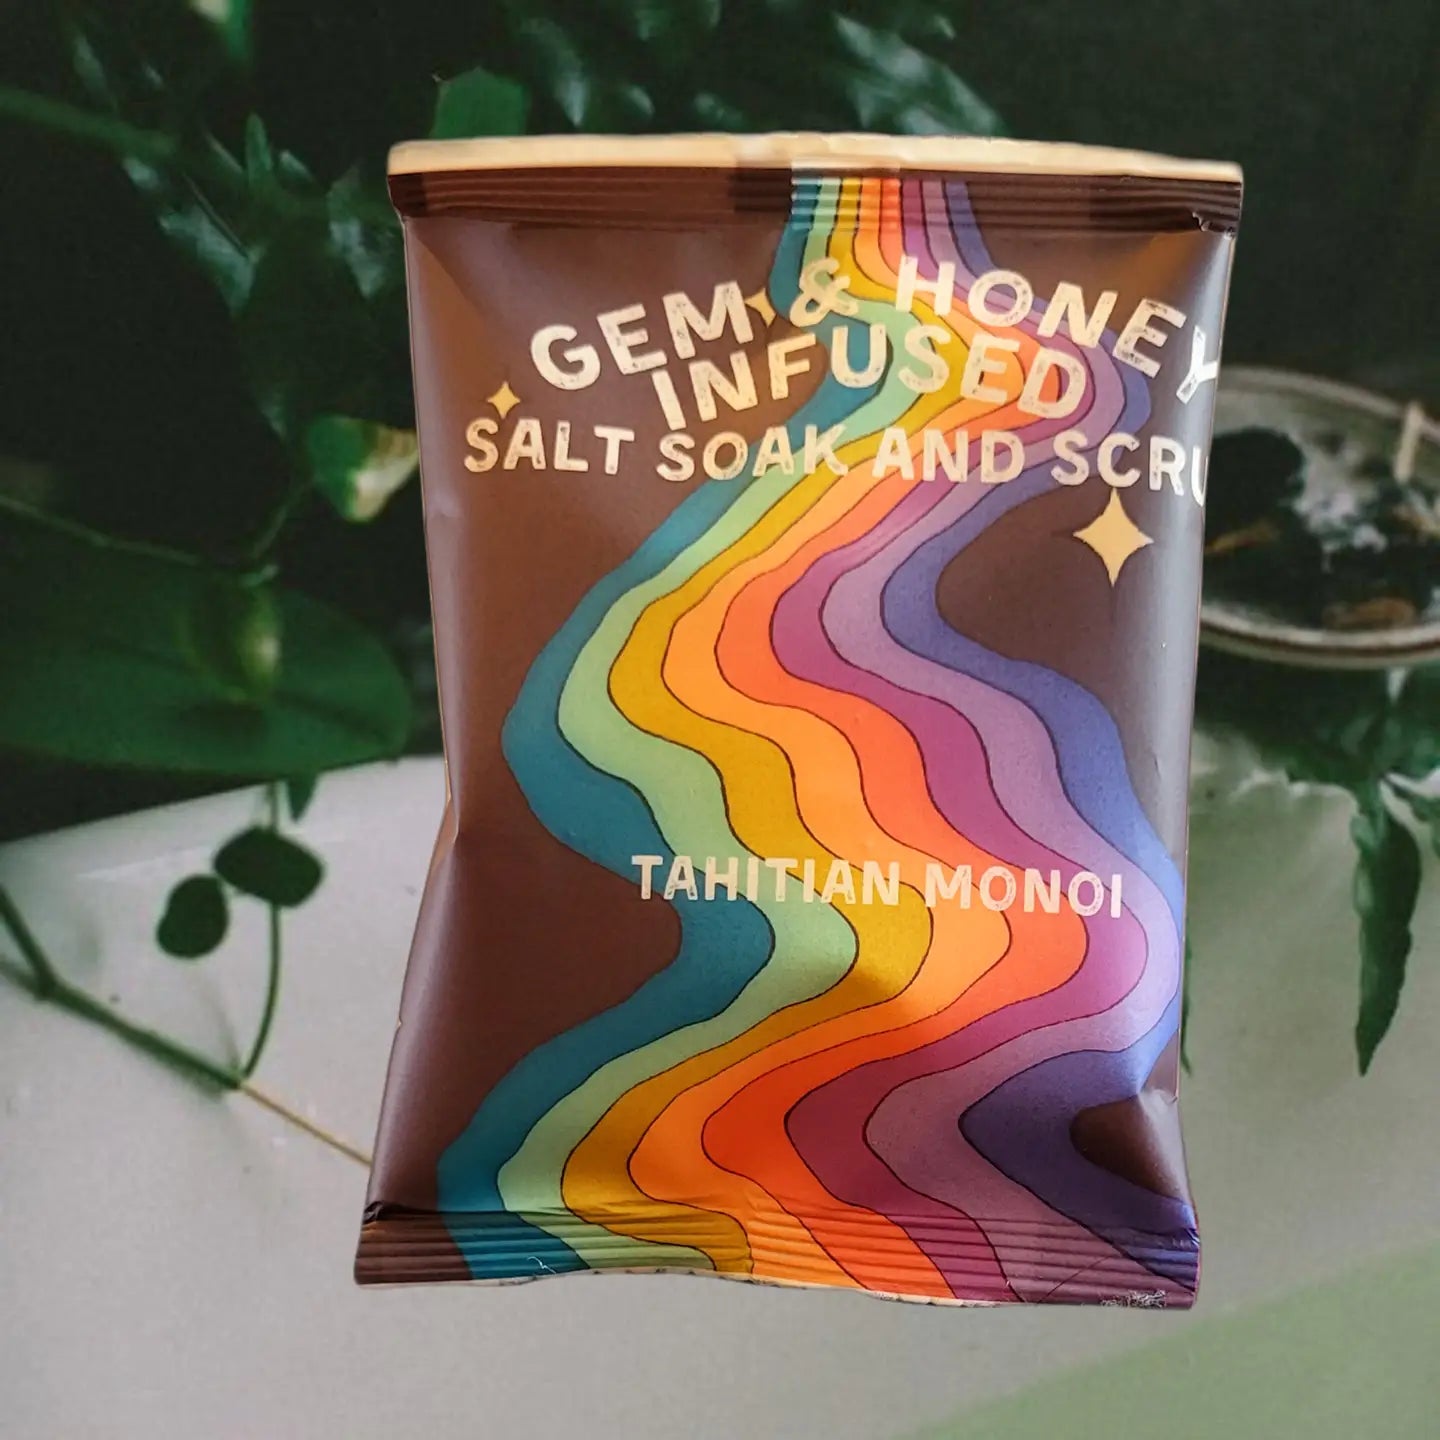 GEM & HONEY
INFUSED
SALT SOAK AND SCRU
TAHITIAN MONOI